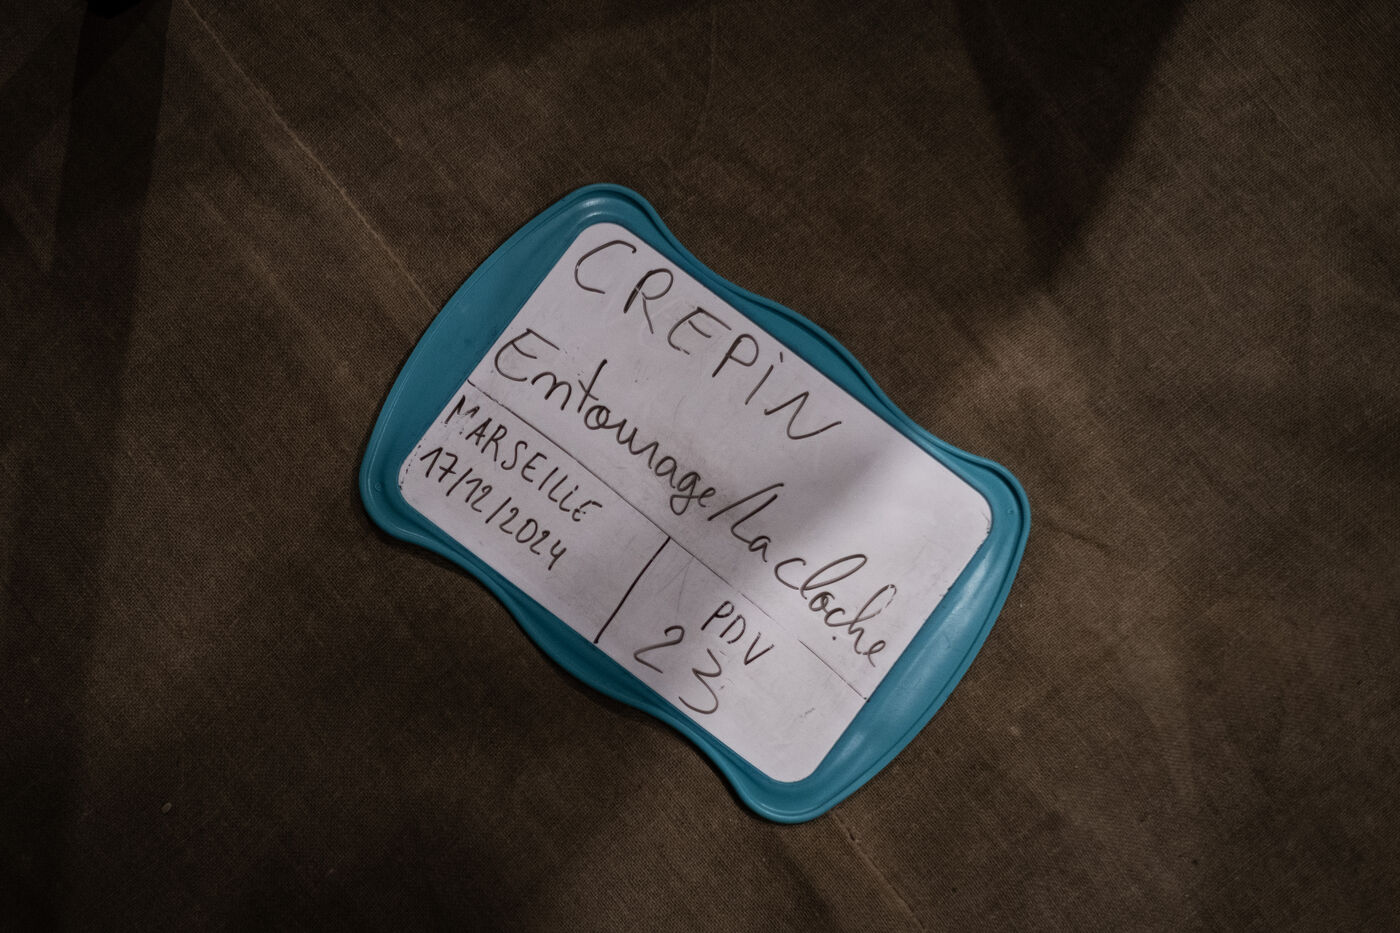 CREPIN
Entourage/La cloche
MARSEILLE
17/12/2024
PDV
23